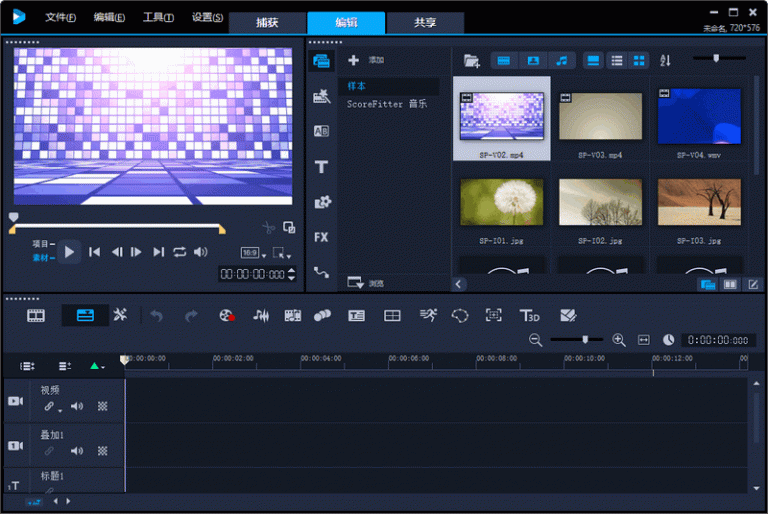 文件(F) 编辑(E) 工具(T) 设置(S) 捕获 编辑 共享
未命名, 720*576
添加
样本
ScoreFitter 音乐
SP-V02.mp4 SP-V03.mp4 SP-V04.wmv
SP-I01.jpg SP-I02.jpg SP-I03.jpg
AB
T
FX
项目
素材
16:9
00:00:00:000
浏览
T3D
0:00:00:000
00:00:00:00 00:00:02:00 00:00:04:00 00:00:06:00 00:00:08:00 00:00:10:00 00:00:12:00 00
视频
叠加1
1
标题1
1T